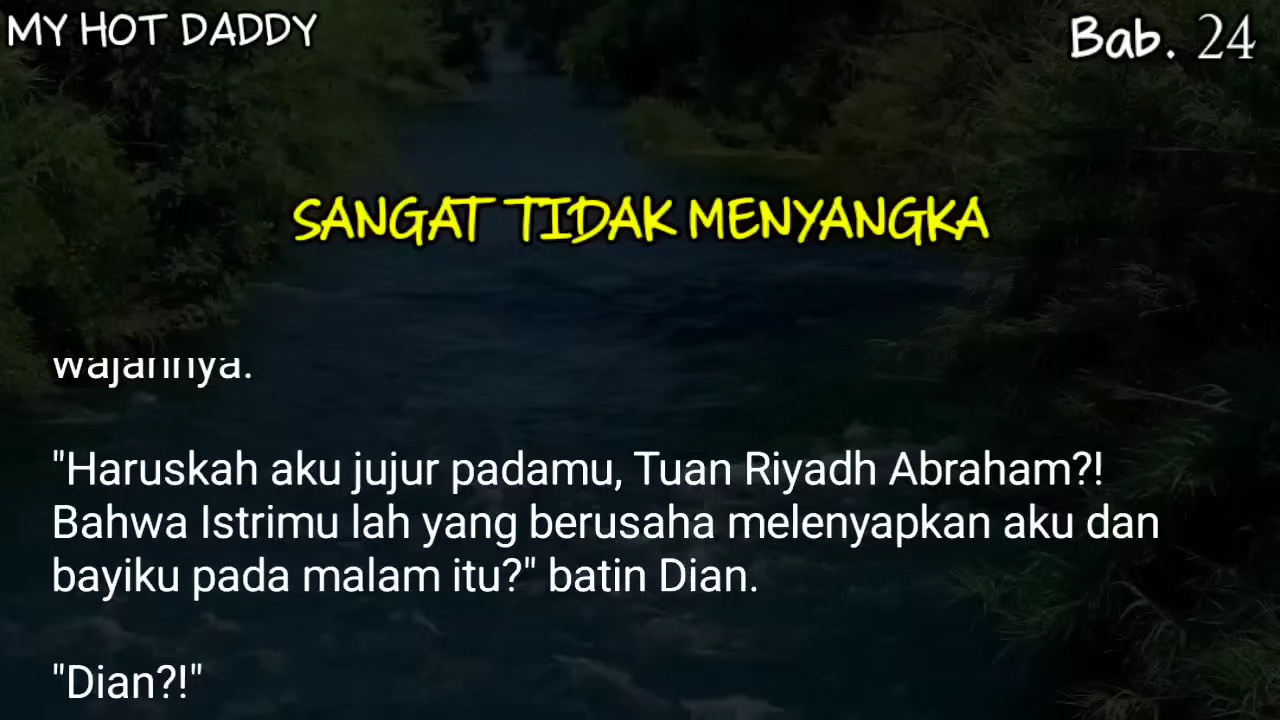 MY HOT DADDY
Bab. 24
SANGAT TIDAK MENYANGKA
wajahnya.
"Haruskah aku jujur padamu, Tuan Riyadh Abraham?!
Bahwa Istrimu lah yang berusaha melenyapkan aku dan
bayiku pada malam itu?" batin Dian.
"Dian?!"